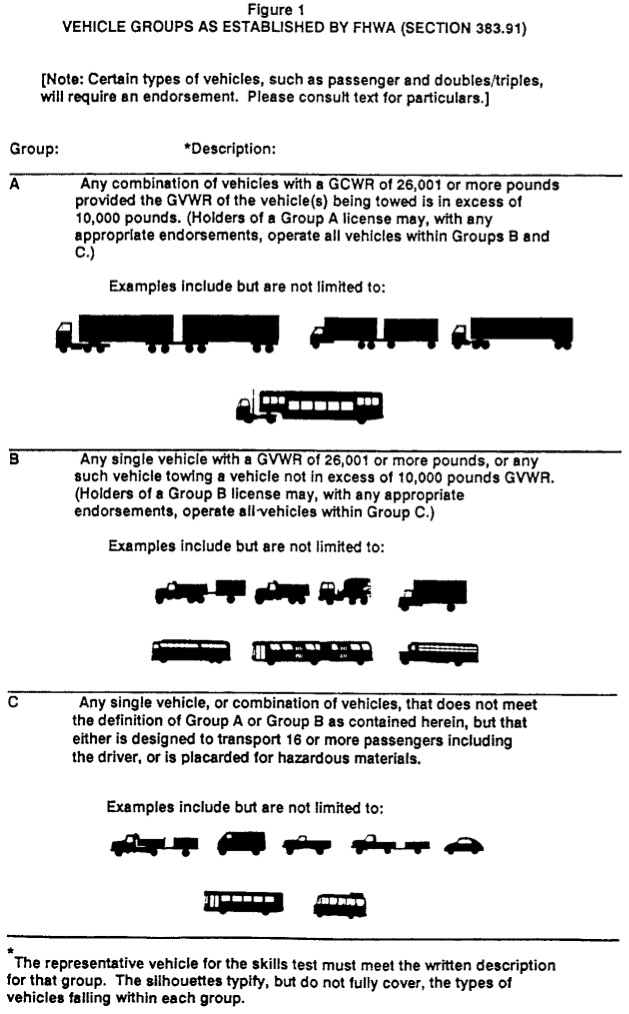 Figure 1
VEHICLE GROUPS AS ESTABLISHED BY FHWA (SECTION 383.91)
[Note: Certain types of vehicles, such as passenger and doubles/triples,
will require an endorsement. Please consult text for particulars.]
Group: *Description:
A Any combination of vehicles with a GCWR of 26,001 or more pounds
provided the GVWR of the vehicle(s) being towed is in excess of
10,000 pounds. (Holders of a Group A license may, with any
appropriate endorsements, operate all vehicles within Groups B and
C.)
Examples include but are not limited to:
B Any single vehicle with a GVWR of 26,001 or more pounds, or any
such vehicle towing a vehicle not in excess of 10,000 pounds GVWR.
(Holders of a Group B license may, with any appropriate
endorsements, operate all vehicles within Group C.)
Examples include but are not limited to:
C Any single vehicle, or combination of vehicles, that does not meet
the definition of Group A or Group B as contained herein, but that
either is designed to transport 16 or more passengers including
the driver, or is placarded for hazardous materials.
Examples include but are not limited to:
*
The representative vehicle for the skills test must meet the written description
for that group. The silhouettes typify, but do not fully cover, the types of
vehicles falling within each group.